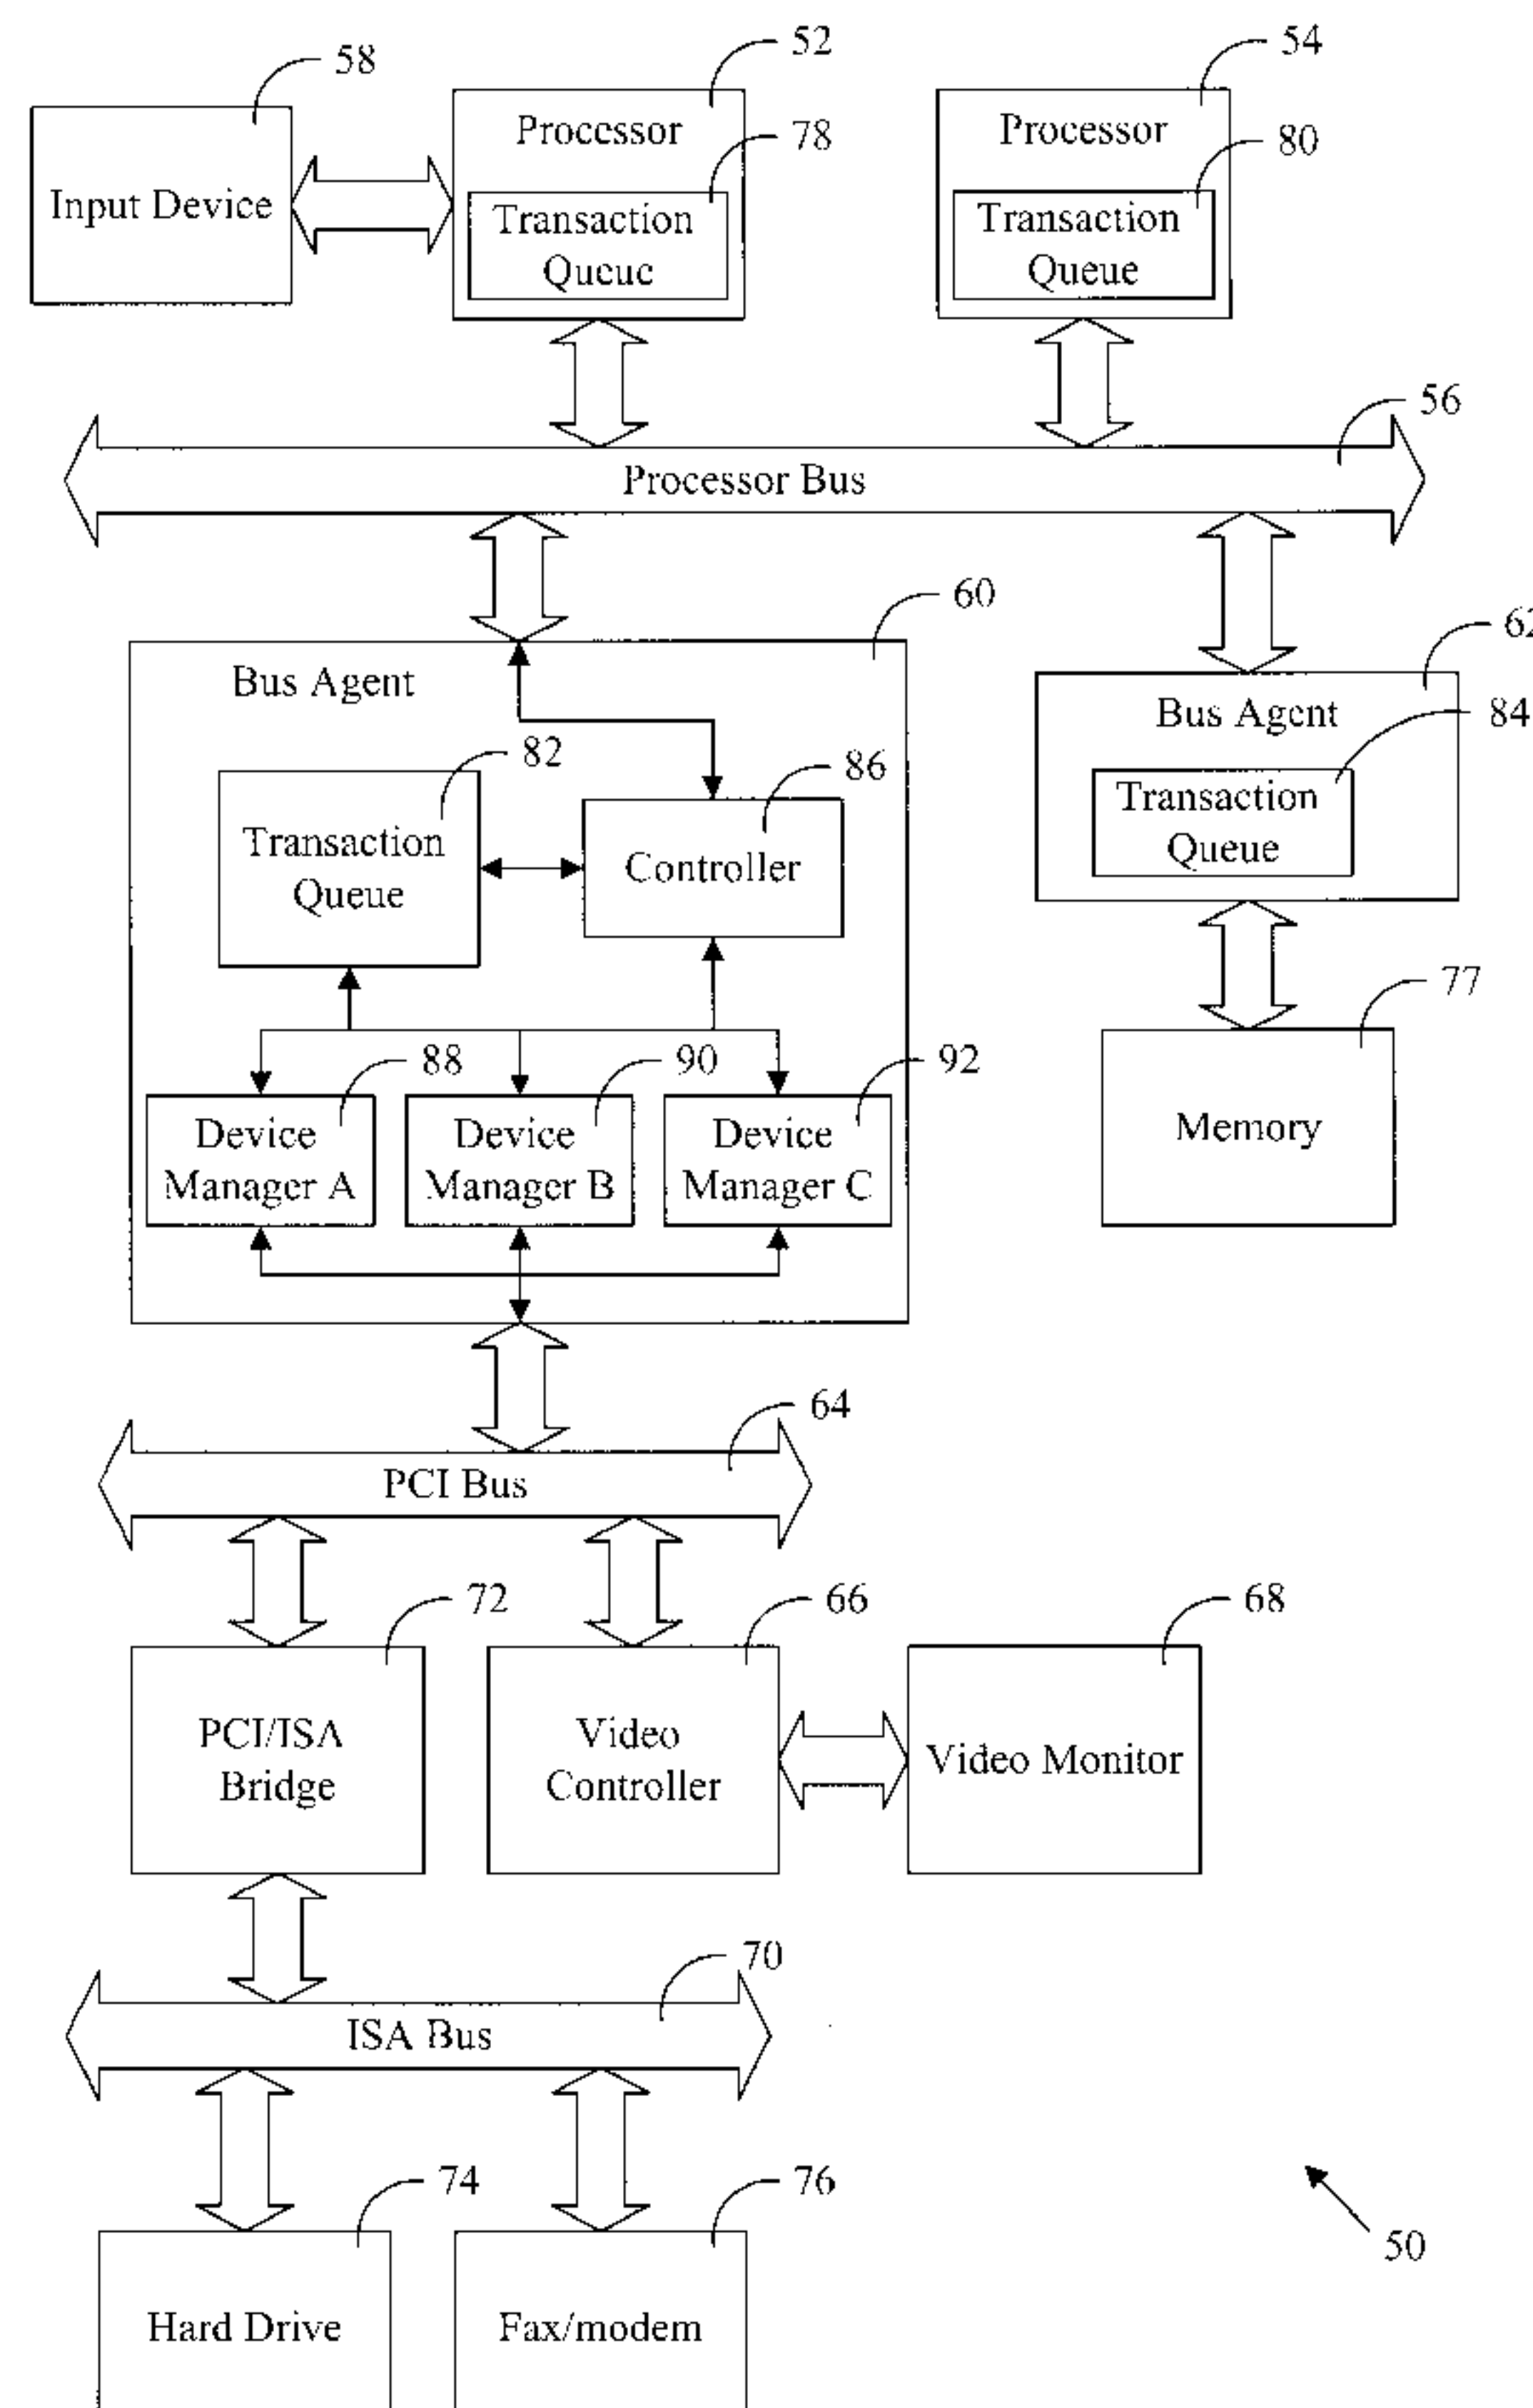 58
52
54
Processor
78
Processor
80
Input Device
Transaction
Queue
Transaction
Queue
56
Processor Bus
60
62
Bus Agent
Bus Agent
84
82
86
Transaction
Queue
Transaction
Queue
Controller
77
88
90
92
Memory
Device
Manager A
Device
Manager B
Device
Manager C
64
PCI Bus
72
66
68
PCI/ISA
Bridge
Video
Controller
Video Monitor
70
ISA Bus
74
76
50
Hard Drive
Fax/modem